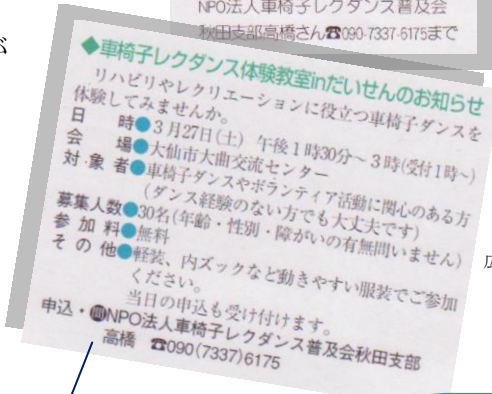 NPO法人車椅子レクダンス普及会
秋田支部高橋さん☎090-7337-6175まで
が
◆車椅子レクダンス体験教室inだいせんのお知らせ
リハビリやレクリエーションに役立つ車椅子ダンスを
体験してみませんか。
日　　時●3月27日(土)　午後1時30分～3時(受付1時～)
会　　場●大仙市大曲交流センター
対・象　者●車椅子ダンスやボランティア活動に関心のある方
(ダンス経験のない方でも大丈夫です)
募集人数●30名(年齢・性別・障がいの有無問いません)
参　加　料●無料
そ　の　他●軽装、内ズックなど動きやすい服装でご参加
ください。
当日の申込も受け付けます。
申込・問NPO法人車椅子レクダンス普及会秋田支部
高橋　☎090(7337)6175